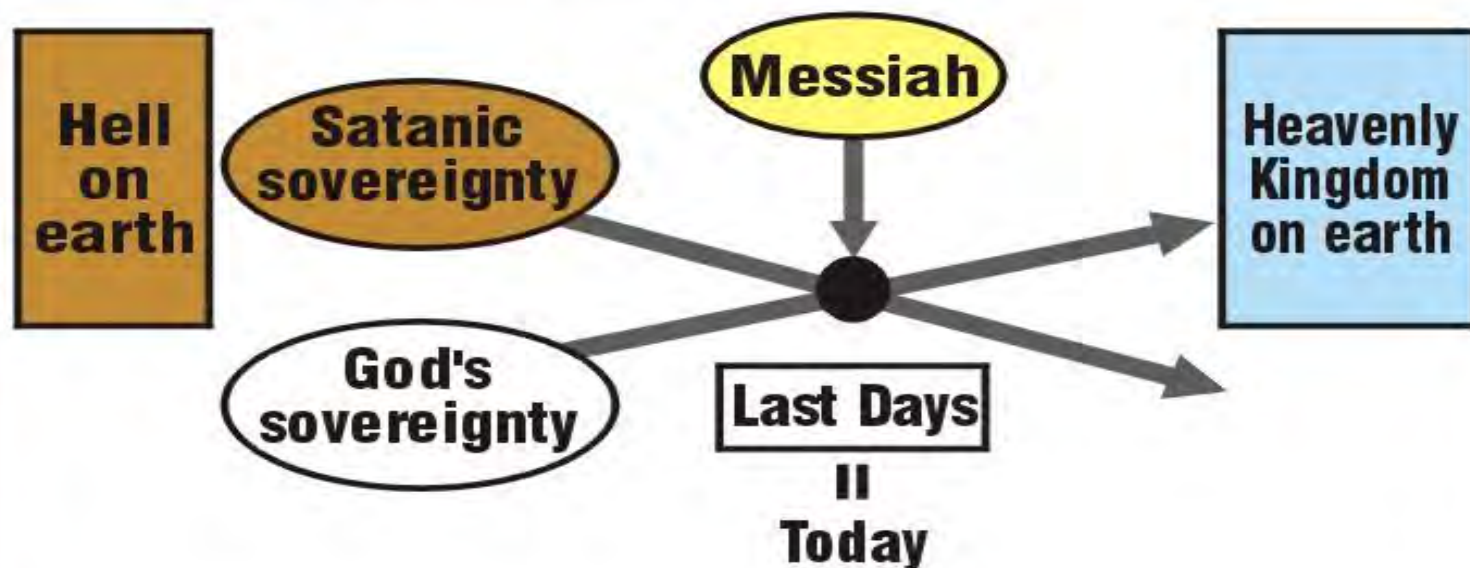 Hell
on
earth
Satanic
sovereignty
God's
sovereignty
Messiah
Last Days
=
Today
Heavenly
Kingdom
on earth